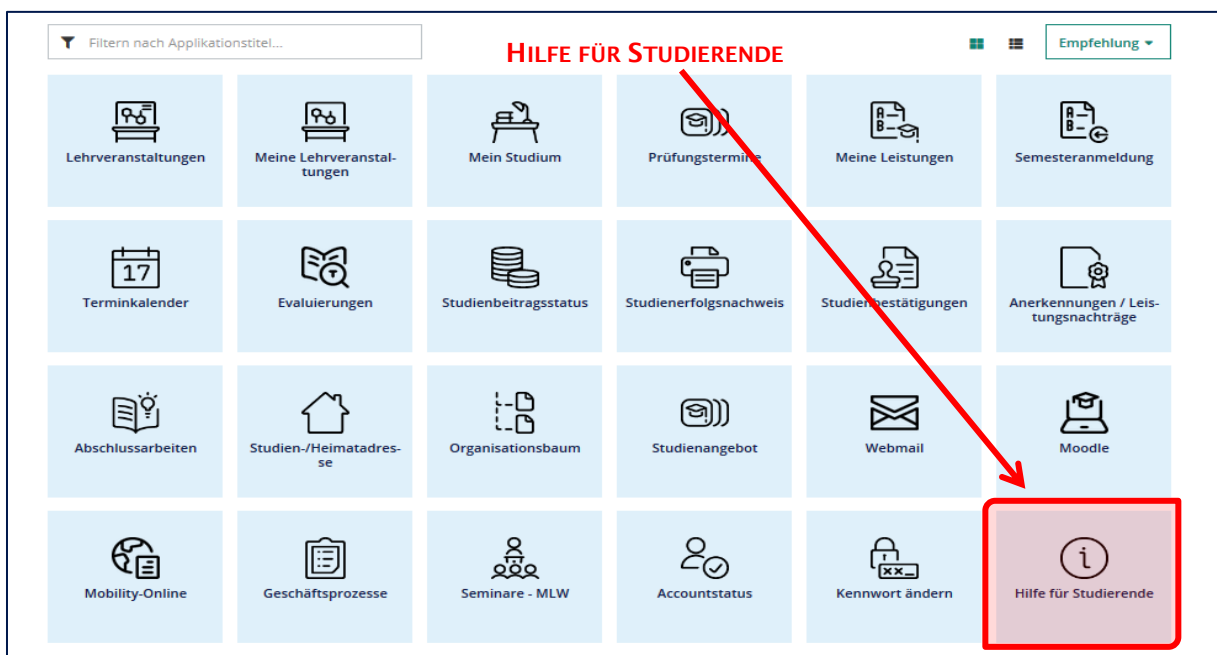 Filtern nach Applikationstitel...
HILFE FÜR STUDIERENDE
Empfehlung
Lehrveranstaltungen
Meine Lehrveranstal-
tungen
Mein Studium
Prüfungstermine
Meine Leistungen
Semesteranmeldung
17
Terminkalender
Evaluierungen
Studienbeitragsstatus
Studienerfolgsnachweis
Studienbestätigungen
Anerkennungen / Leis-
tungsnachträge
Abschlussarbeiten
Studien-/Heimatadres-
se
Organisationsbaum
Studienangebot
Webmail
Moodle
Mobility-Online
Geschäftsprozesse
Seminare - MLW
Accountstatus
Kennwort ändern
Hilfe für Studierende